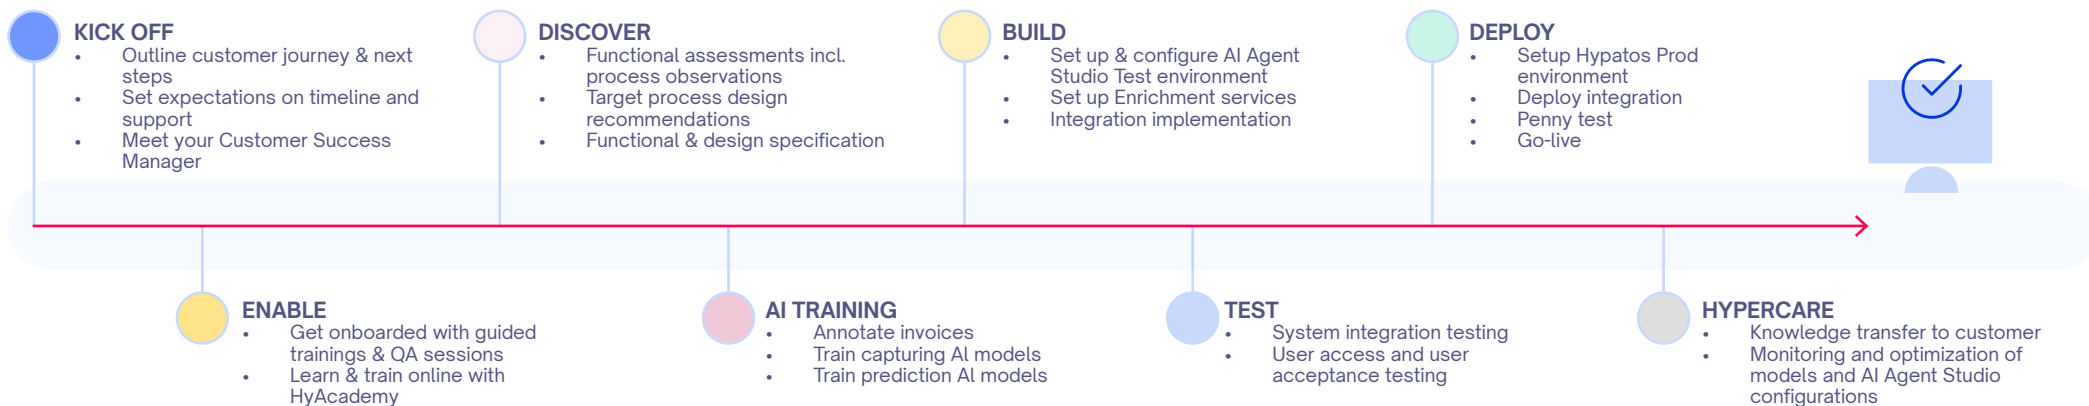 KICK OFF
• Outline customer journey & next
steps
• Set expectations on timeline and
support
• Meet your Customer Success
Manager
DISCOVER
• Functional assessments incl.
process observations
• Target process design
recommendations
• Functional & design specification
BUILD
• Set up & configure AI Agent
Studio Test environment
• Set up Enrichment services
• Integration implementation
DEPLOY
• Setup Hypatos Prod
environment
• Deploy integration
• Penny test
• Go-live
ENABLE
• Get onboarded with guided
trainings & QA sessions
• Learn & train online with
HyAcademy
AI TRAINING
• Annotate invoices
• Train capturing AI models
• Train prediction AI models
TEST
• System integration testing
• User access and user
acceptance testing
HYPERCARE
• Knowledge transfer to customer
• Monitoring and optimization of
models and AI Agent Studio
configurations